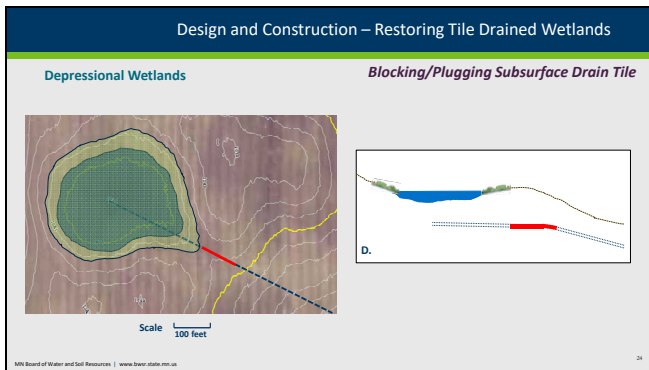 Design and Construction – Restoring Tile Drained Wetlands
Depressional Wetlands
Blocking/Plugging Subsurface Drain Tile
D.
Scale
100 feet
MN Board of Water and Soil Resources | www.bwsr.state.mn.us
24